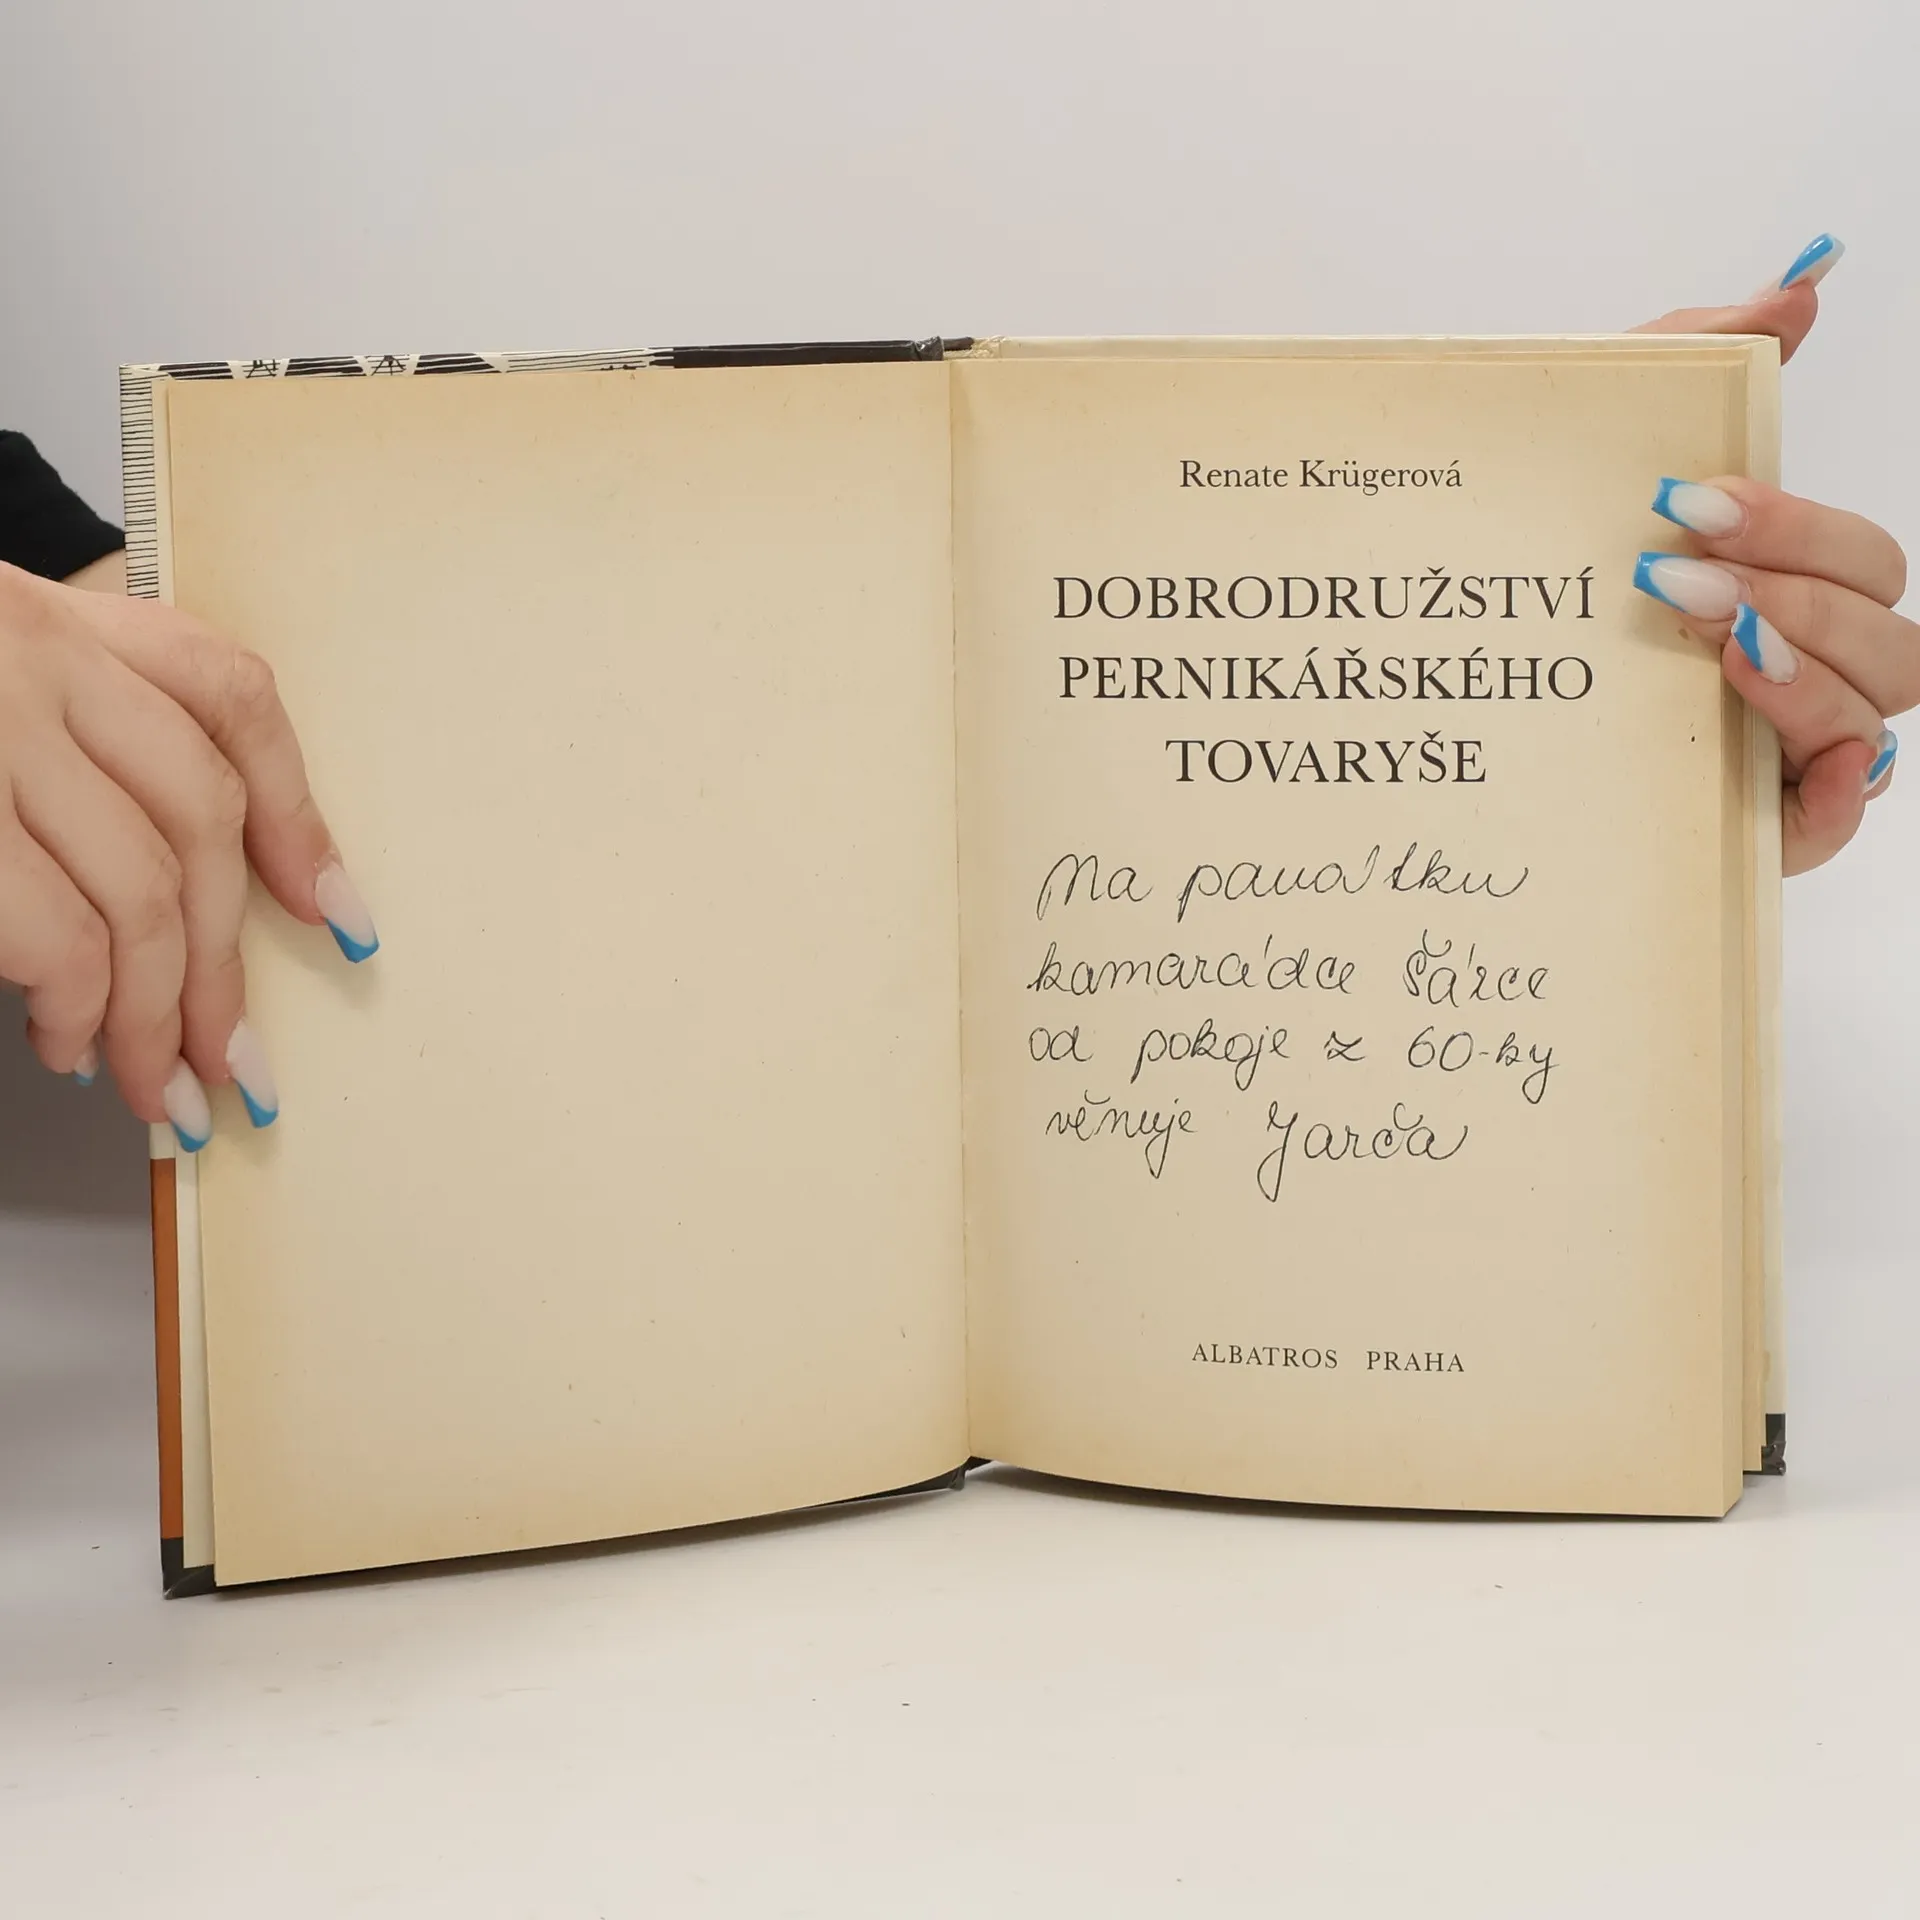 Renate Krügerová
DOBRODRUŽSTVÍ
PERNIKÁŘSKÉHO
TOVARYŠE
Na památku
kamarádce Šárce
od pokoje z 60-ky
věnuje Jarča
ALBATROS PRAHA